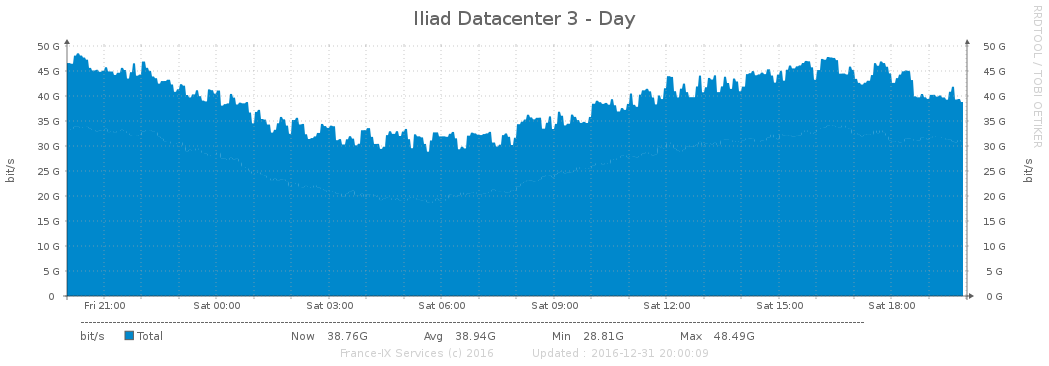 Iliad Datacenter 3 - Day
RRDTOOL / TOBI OETIKER
50 G 50 G
45 G 45 G
40 G 40 G
35 G 35 G
30 G 30 G
25 G 25 G
20 G 20 G
15 G 15 G
10 G 10 G
5 G 5 G
0 0 G
bit/s
bit/s
Fri 21:00 Sat 00:00 Sat 03:00 Sat 06:00 Sat 09:00 Sat 12:00 Sat 15:00 Sat 18:00
bit/s Total Now 38.76G Avg 38.94G Min 28.81G Max 48.49G
France-IX Services (c) 2016 Updated : 2016-12-31 20:00:09